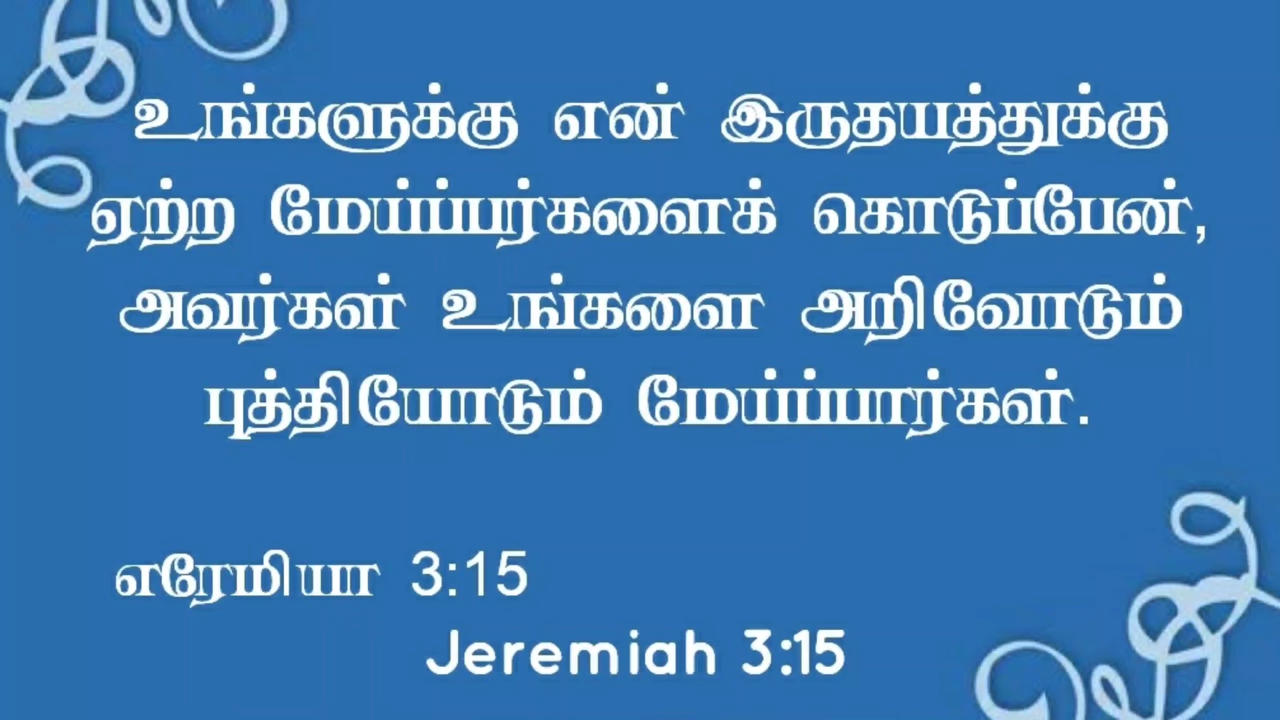 உங்களுக்கு என் இருதயத்துக்கு
ஏற்ற மேய்ப்பர்களைக் கொடுப்பேன்,
அவர்கள் உங்களை அறிவோடும்
புத்தியோடும் மேய்ப்பார்கள்.
எரேமியா 3:15
Jeremiah 3:15